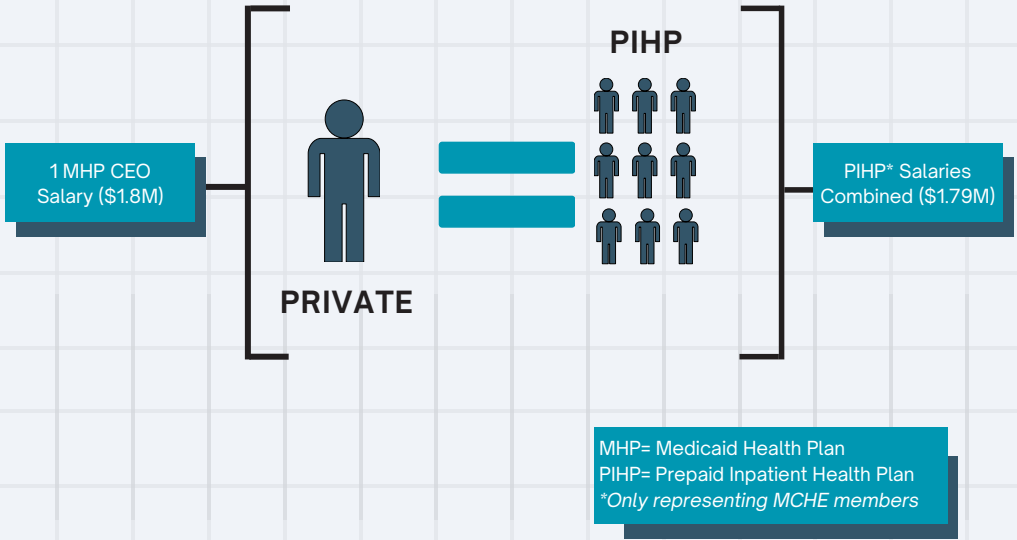 PIHP
1 MHP CEO
Salary ($1.8M)
PIHP* Salaries
Combined ($1.79M)
PRIVATE
MHP= Medicaid Health Plan
PIHP= Prepaid Inpatient Health Plan
*Only representing MCHE members